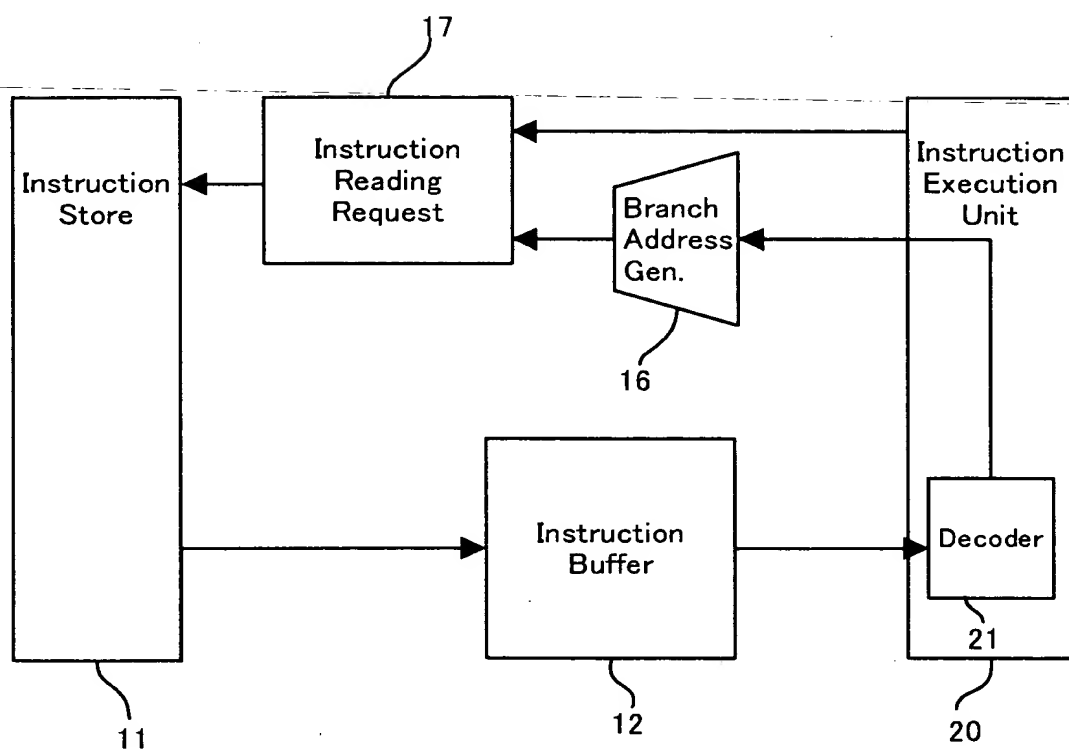 17
Instruction
Reading
Request
Instruction
Store
Branch
Address
Gen.
Instruction
Execution
Unit
16
Instruction
Buffer
Decoder
21
11
12
20